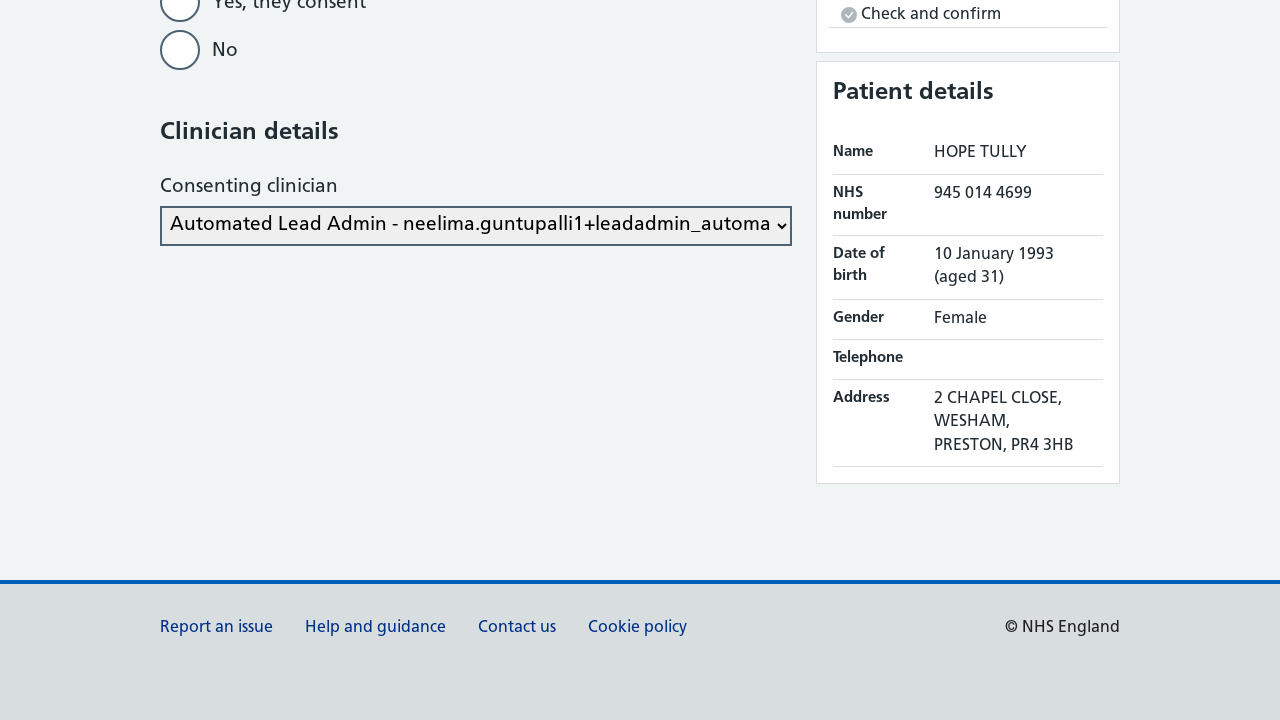 Yes, they consent
No
Clinician details
Consenting clinician
Automated Lead Admin - neelima.guntupalli1+leadadmin_automa
Check and confirm
Patient details
Name HOPE TULLY
NHS number 945 014 4699
Date of birth 10 January 1993 (aged 31)
Gender Female
Telephone
Address 2 CHAPEL CLOSE,
WESHAM,
PRESTON, PR4 3HB
Report an issue Help and guidance Contact us Cookie policy © NHS England